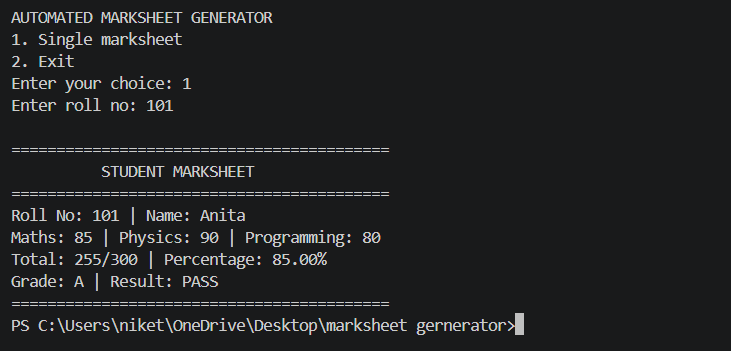 AUTOMATED MARKSHEET GENERATOR
1. Single marksheet
2. Exit
Enter your choice: 1
Enter roll no: 101
==========================================
STUDENT MARKSHEET
==========================================
Roll No: 101 | Name: Anita
Maths: 85 | Physics: 90 | Programming: 80
Total: 255/300 | Percentage: 85.00%
Grade: A | Result: PASS
==========================================
PS C:\Users\niket\OneDrive\Desktop\marksheet gernerator>